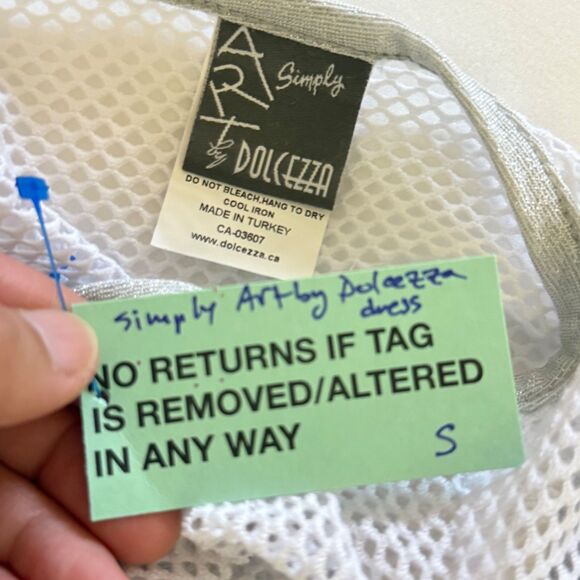 ART Simply
by DOLCEZZA
DO NOT BLEACH.HANG TO DRY
COOL IRON
MADE IN TURKEY
CA-03607
www.dolcezza.ca
Simply Art by Dolcezza
dress
NO RETURNS IF TAG
IS REMOVED/ALTERED
IN ANY WAY
S